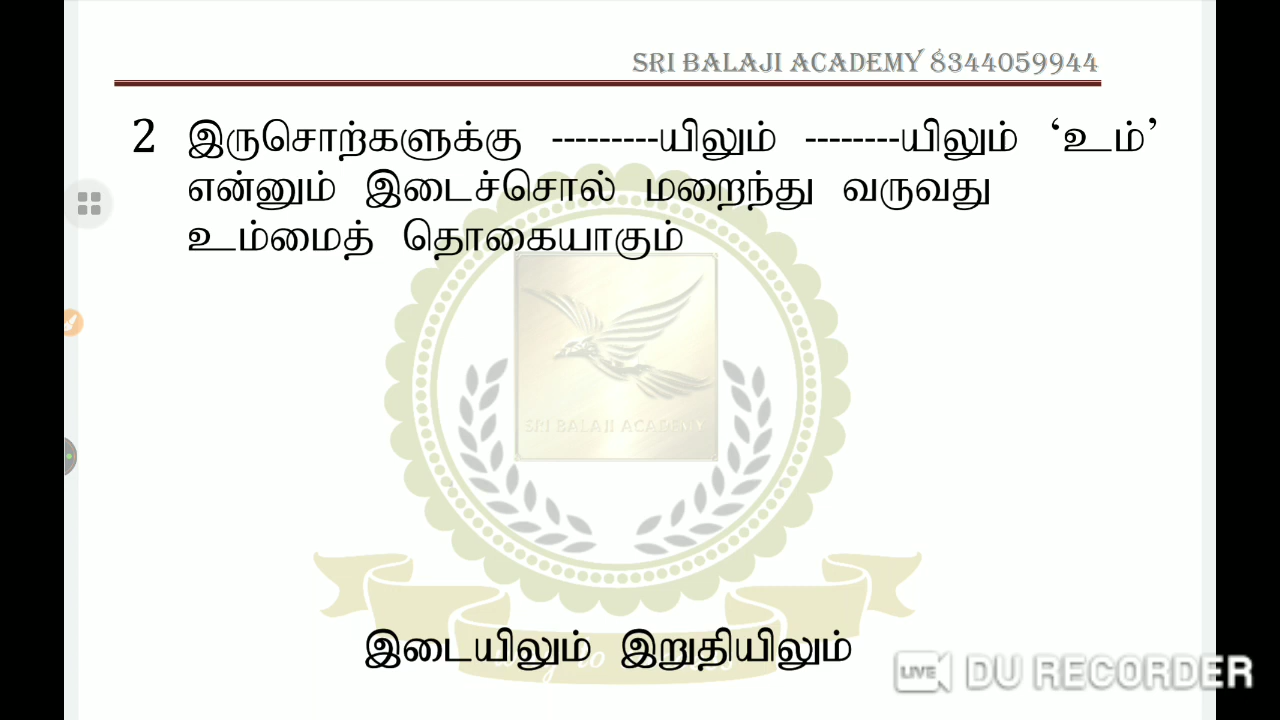 SRI BALAJI ACADEMY 8344059944
2 இருசொற்களுக்கு ---------யிலும் --------யிலும் ‘உம்’
என்னும் இடைச்சொல் மறைந்து வருவது
உம்மைத் தொகையாகும்
SRI BALAJI ACADEMY
இடையிலும் இறுதியிலும்
LIVE DU RECORDER